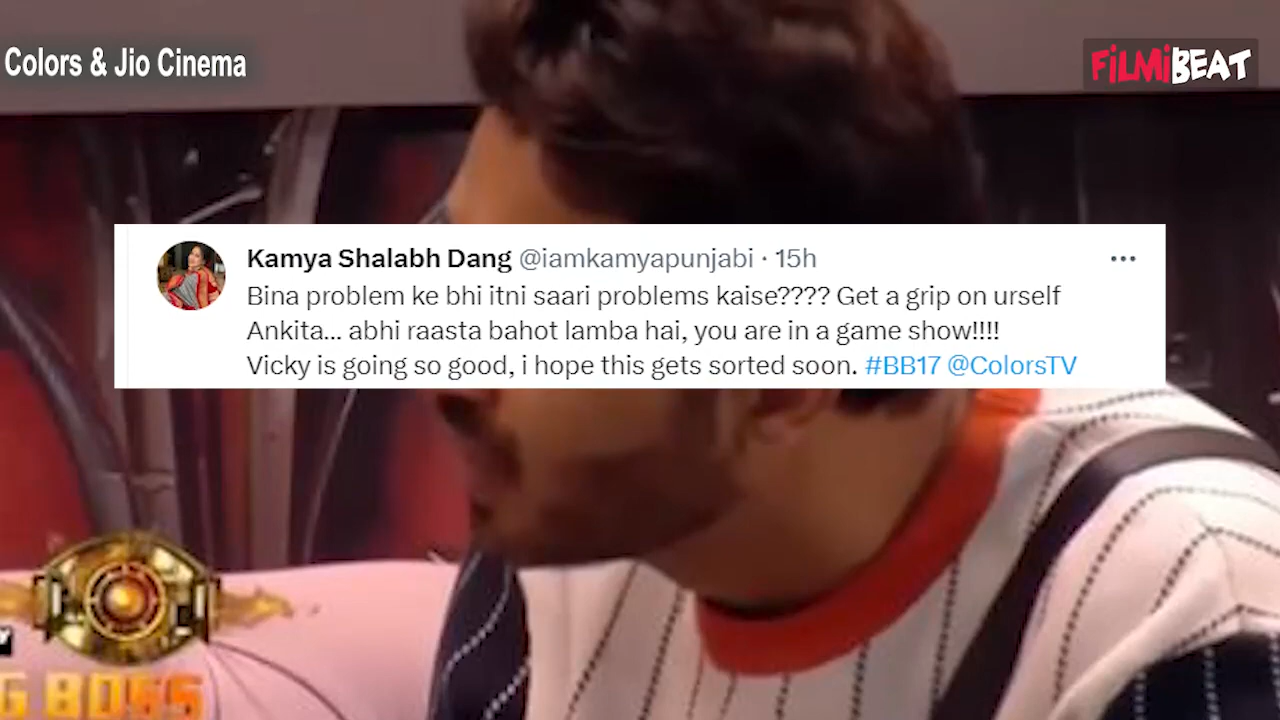 Colors & Jio Cinema
FiLMiBEAT
Kamya Shalabh Dang @iamkamyapunjabi · 15h
Bina problem ke bhi itni saari problems kaise???? Get a grip on urself
Ankita... abhi raasta bahot lamba hai, you are in a game show!!!!
Vicky is going so good, i hope this gets sorted soon. #BB17 @ColorsTV
G BOSS